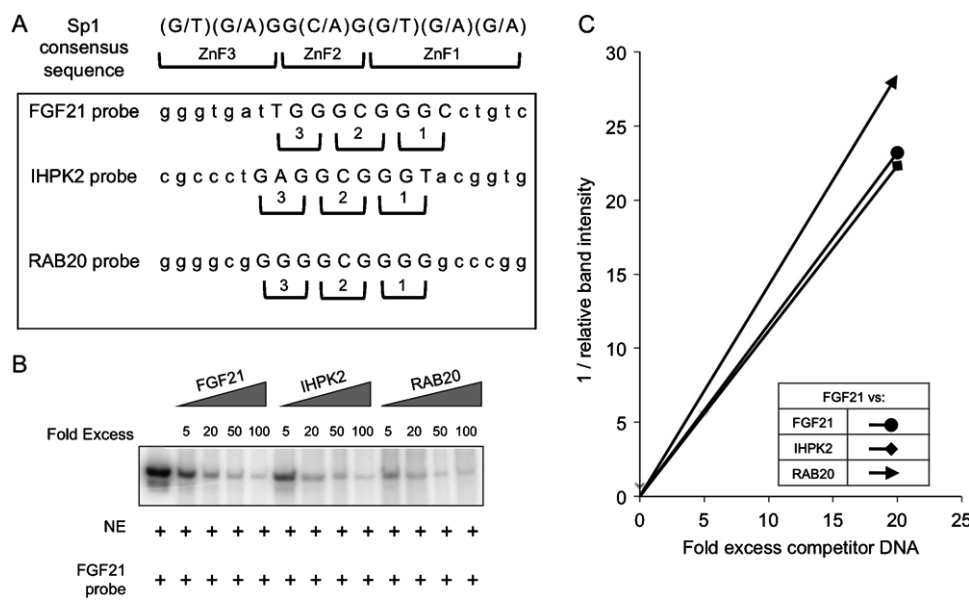 A
Sp1 consensus sequence
(G/T)(G/A)GG(C/A)G(G/T)(G/A)(G/A)
ZnF3 ZnF2 ZnF1
FGF21 probe g g g t g a t T G G G C G G G C c t g t c
3 2 1
IHPK2 probe c g c c c t G A G G C G G G T a c g g t g
3 2 1
RAB20 probe g g g g c g G G G G C G G G G g c c c g g
3 2 1
B
FGF21 IHPK2 RAB20
Fold Excess 5 20 50 100 5 20 50 100 5 20 50 100
NE + + + + + + + + + + + + +
FGF21 probe + + + + + + + + + + + + +
C
1 / relative band intensity
30
25
20
15
10
5
0
0 5 10 15 20 25
Fold excess competitor DNA
FGF21 vs:
FGF21
IHPK2
RAB20